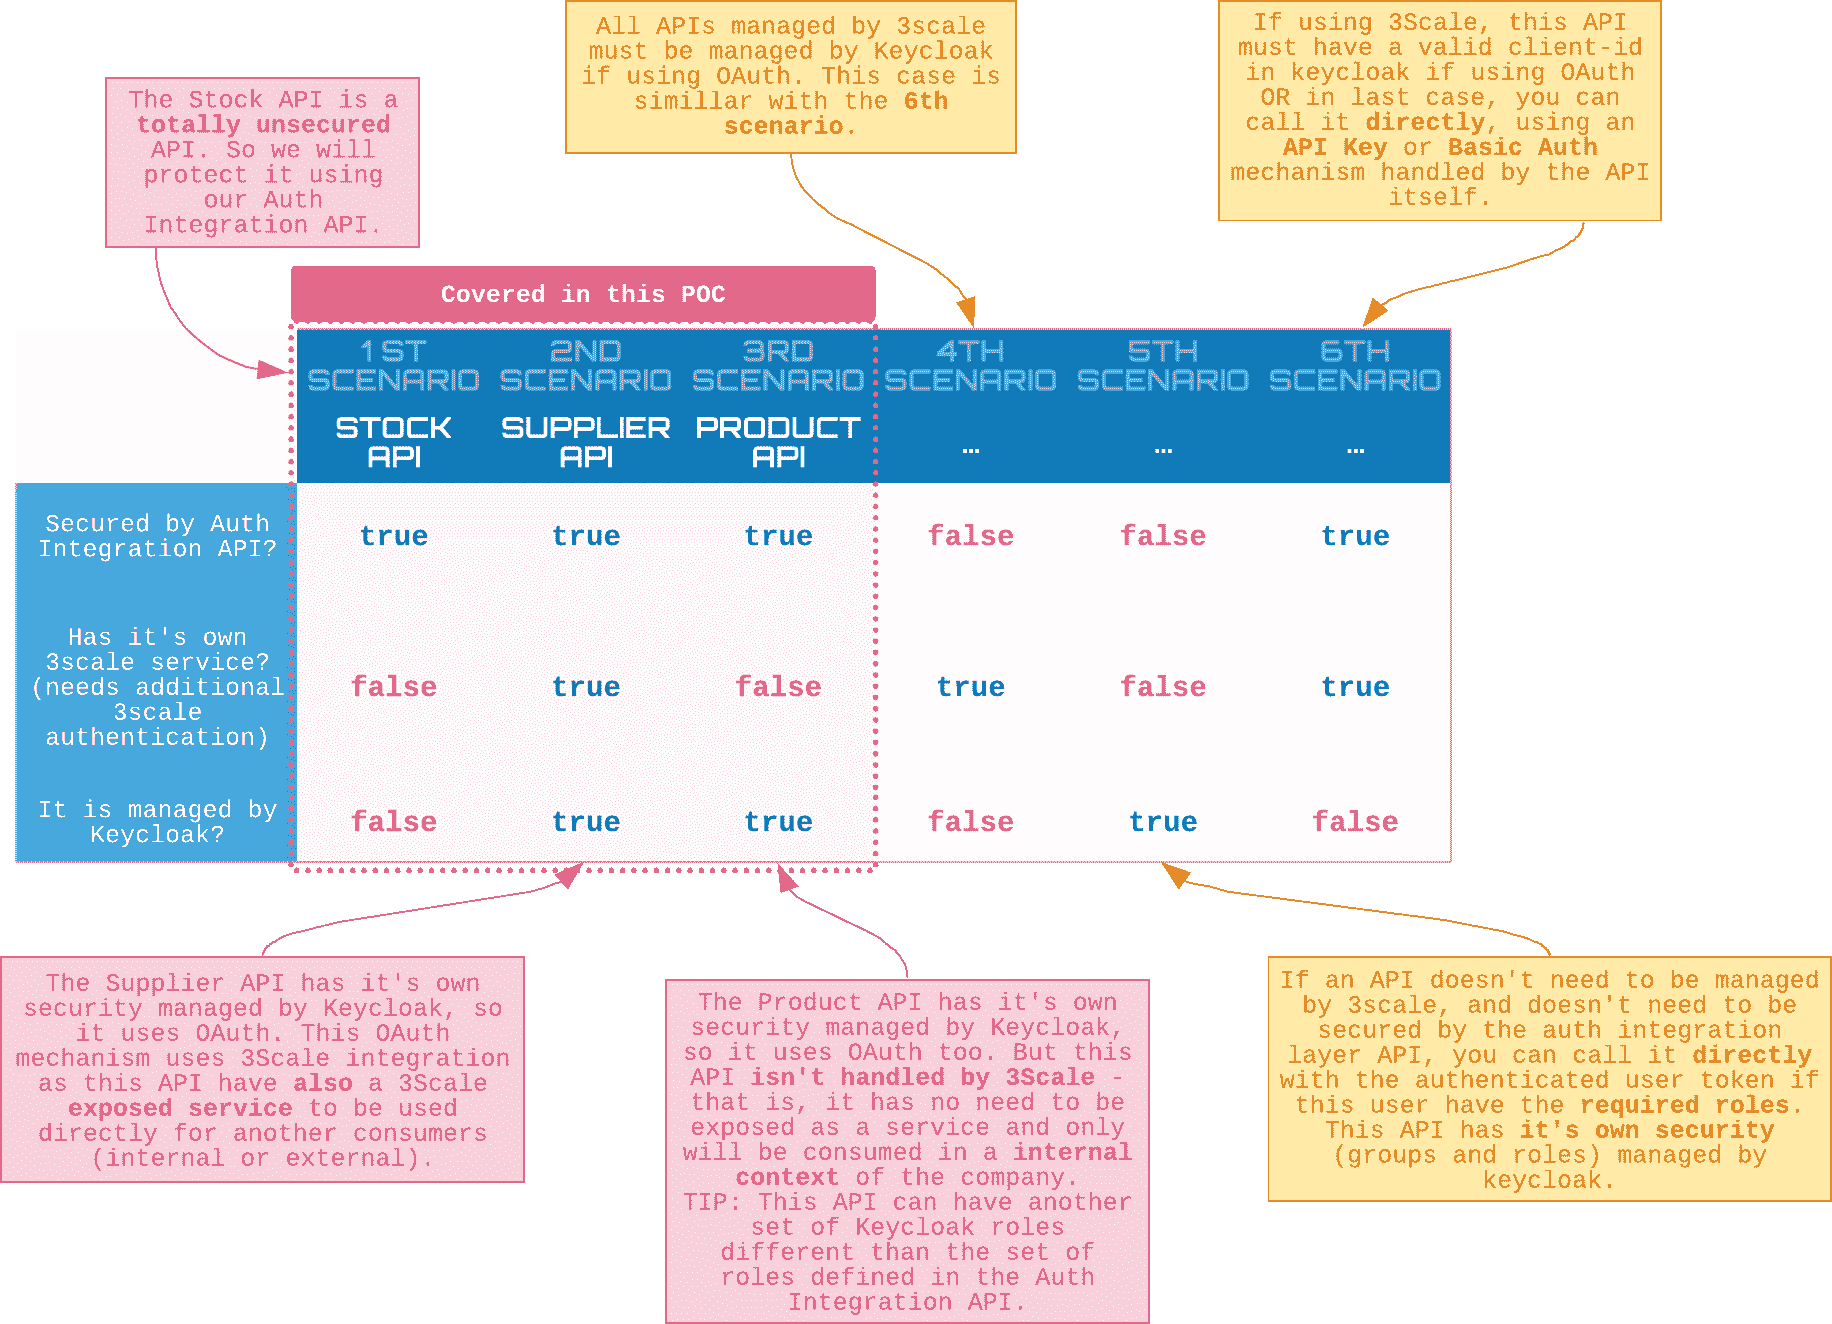 All APIs managed by 3scale
must be managed by Keycloak
if using OAuth. This case is
simillar with the 6th
scenario.
If using 3Scale, this API
must have a valid client-id
in keycloak if using OAuth
OR in last case, you can
call it directly, using an
API Key or Basic Auth
mechanism handled by the API
itself.
The Stock API is a
totally unsecured
API. So we will
protect it using
our Auth
Integration API.
Covered in this POC
1ST
SCENARIO
2ND
SCENARIO
3RD
SCENARIO
4TH
SCENARIO
5TH
SCENARIO
6TH
SCENARIO
STOCK
API
SUPPLIER
API
PRODUCT
API
…
…
…
Secured by Auth
Integration API?
true true true false false true
Has it's own
3scale service?
(needs additional
3scale
authentication)
false true false true false true
It is managed by
Keycloak?
false true true false true false
The Supplier API has it's own
security managed by Keycloak, so
it uses OAuth. This OAuth
mechanism uses 3Scale integration
as this API have also a 3Scale
exposed service to be used
directly for another consumers
(internal or external).
The Product API has it's own
security managed by Keycloak,
so it uses OAuth too. But this
API isn't handled by 3Scale -
that is, it has no need to be
exposed as a service and only
will be consumed in a internal
context of the company.
TIP: This API can have another
set of Keycloak roles
different than the set of
roles defined in the Auth
Integration API.
If an API doesn't need to be managed
by 3scale, and doesn't need to be
secured by the auth integration
layer API, you can call it directly
with the authenticated user token if
this user have the required roles.
This API has it's own security
(groups and roles) managed by
keycloak.